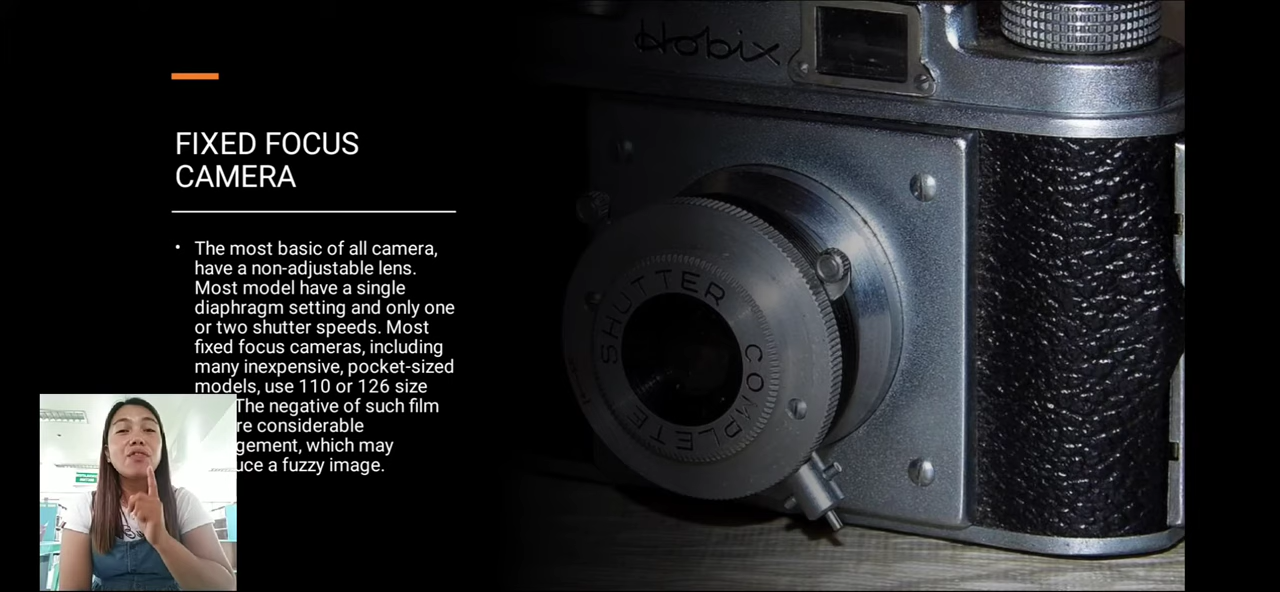 Hobix
FIXED FOCUS
CAMERA
• The most basic of all camera,
have a non-adjustable lens.
Most model have a single
diaphragm setting and only one
or two shutter speeds. Most
fixed focus cameras, including
many inexpensive, pocket-sized
models, use 110 or 126 size
The negative of such film
re considerable
gement, which may
uce a fuzzy image.
SHUTTER
COMPLETE